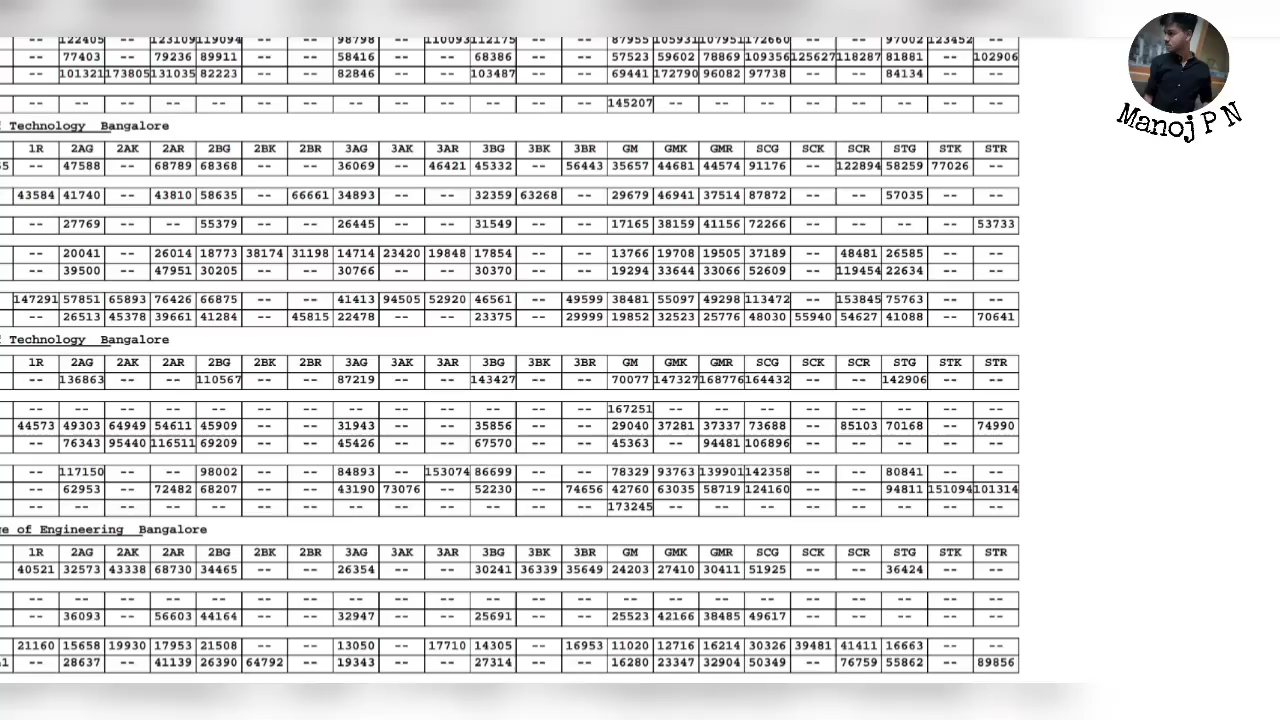 -- 122405 -- 123109 119094 -- -- 98798 -- 110093 112175 -- -- 87955 105931 107951 172660 -- -- 97002 123452 --
-- 77403 -- 79236 89911 -- -- 58416 -- -- 68386 -- -- 57523 59602 78869 109356 125627 118287 81881 -- 102906
-- 101321 173805 131035 82223 -- -- 82846 -- -- 103487 -- -- 69441 172790 96082 97738 -- -- 84134 -- --
-- -- -- -- -- -- -- -- -- -- -- -- -- 145207 -- -- -- -- -- -- -- --
Technology Bangalore
1R 2AG 2AK 2AR 2BG 2BK 2BR 3AG 3AK 3AR 3BG 3BK 3BR GM GMK GMR SCG SCK SCR STG STK STR
-- 47588 -- 68789 68368 -- -- 36069 -- 46421 45332 -- 56443 35657 44681 44574 91176 -- 122894 58259 77026 --
43584 41740 -- 43810 58635 -- 66661 34893 -- -- 32359 63268 -- 29679 46941 37514 87872 -- -- 57035 -- --
-- 27769 -- -- 55379 -- -- 26445 -- -- 31549 -- -- 17165 38159 41156 72266 -- -- -- -- 53733
-- 20041 -- 26014 18773 38174 31198 14714 23420 19848 17854 -- -- 13766 19708 19505 37189 -- 48481 26585 -- --
-- 39500 -- 47951 30205 -- -- 30766 -- -- 30370 -- -- 19294 33644 33066 52609 -- 119454 22634 -- --
147291 57851 65893 76426 66875 -- -- 41413 94505 52920 46561 -- 49599 38481 55097 49298 113472 -- 153845 75763 -- --
-- 26513 45378 39661 41284 -- 45815 22478 -- -- 23375 -- 29999 19852 32523 25776 48030 55940 54627 41088 -- 70641
Technology Bangalore
1R 2AG 2AK 2AR 2BG 2BK 2BR 3AG 3AK 3AR 3BG 3BK 3BR GM GMK GMR SCG SCK SCR STG STK STR
-- 136863 -- -- 110567 -- -- 87219 -- -- 143427 -- -- 70077 147327 168776 164432 -- -- 142906 -- --
-- -- -- -- -- -- -- -- -- -- -- -- -- 167251 -- -- -- -- -- -- -- --
44573 49303 64949 54611 45909 -- -- 31943 -- -- 35856 -- -- 29040 37281 37337 73688 -- 85103 70168 -- 74990
-- 76343 95440 116511 69209 -- -- 45426 -- -- 67570 -- -- 45363 -- 94481 106896 -- -- -- -- --
-- 117150 -- -- 98002 -- -- 84893 -- 153074 86699 -- -- 78329 93763 139901 142358 -- -- 80841 -- --
-- 62953 -- 72482 68207 -- -- 43190 73076 -- 52230 -- 74656 42760 63035 58719 124160 -- -- 94811 151094 101314
-- -- -- -- -- -- -- -- -- -- -- -- -- 173245 -- -- -- -- -- -- -- --
of Engineering Bangalore
1R 2AG 2AK 2AR 2BG 2BK 2BR 3AG 3AK 3AR 3BG 3BK 3BR GM GMK GMR SCG SCK SCR STG STK STR
40521 32573 43338 68730 34465 -- -- 26354 -- -- 30241 36339 35649 24203 27410 30411 51925 -- -- 36424 -- --
-- -- -- -- -- -- -- -- -- -- -- -- -- -- -- -- -- -- -- -- -- --
-- 36093 -- 56603 44164 -- -- 32947 -- -- 25691 -- -- 25523 42166 38485 49617 -- -- -- -- --
21160 15658 19930 17953 21508 -- -- 13050 -- 17710 14305 -- 16953 11020 12716 16214 30326 39481 41411 16663 -- --
-- 28637 -- 41139 26390 64792 -- 19343 -- -- 27314 -- -- 16280 23347 32904 50349 -- 76759 55862 -- 89856
Manoj P N